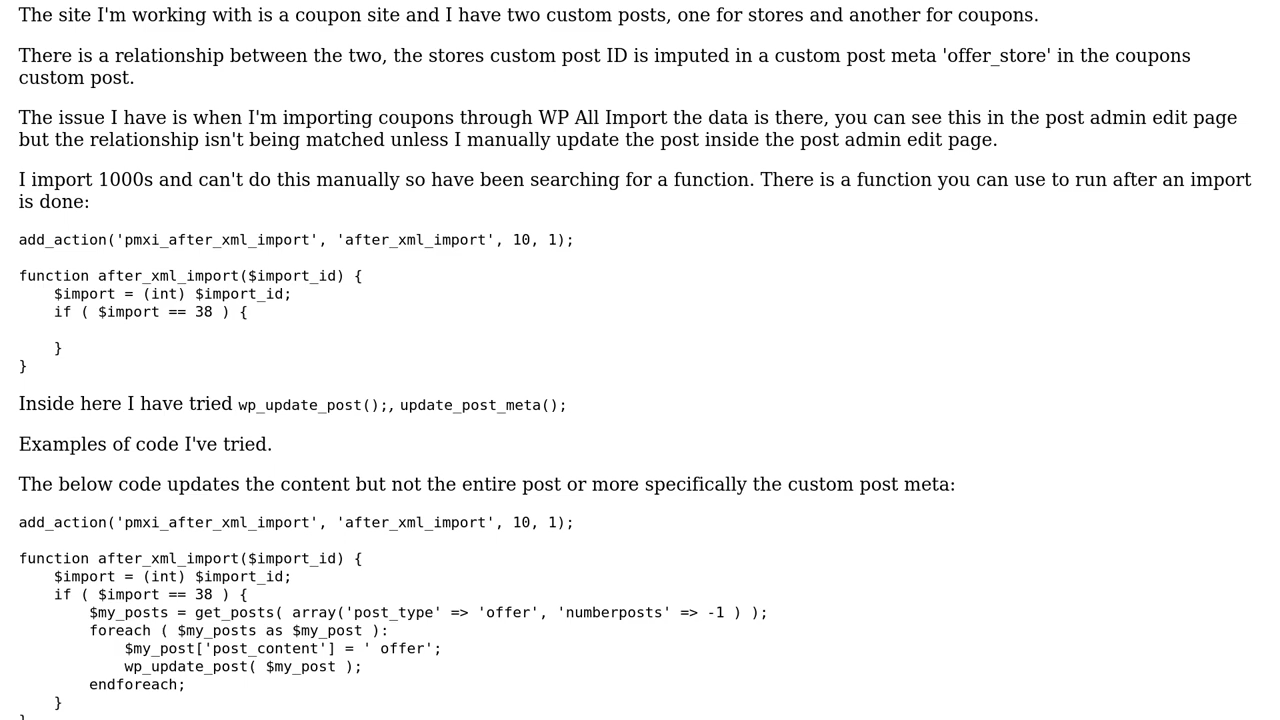 The site I'm working with is a coupon site and I have two custom posts, one for stores and another for coupons.
There is a relationship between the two, the stores custom post ID is imputed in a custom post meta 'offer_store' in the coupons
custom post.
The issue I have is when I'm importing coupons through WP All Import the data is there, you can see this in the post admin edit page
but the relationship isn't being matched unless I manually update the post inside the post admin edit page.
I import 1000s and can't do this manually so have been searching for a function. There is a function you can use to run after an import
is done:
add_action('pmxi_after_xml_import', 'after_xml_import', 10, 1);
function after_xml_import($import_id) {
    $import = (int) $import_id;
    if ( $import == 38 ) {
    }
}
Inside here I have tried wp_update_post();, update_post_meta();
Examples of code I've tried.
The below code updates the content but not the entire post or more specifically the custom post meta:
add_action('pmxi_after_xml_import', 'after_xml_import', 10, 1);
function after_xml_import($import_id) {
    $import = (int) $import_id;
    if ( $import == 38 ) {
        $my_posts = get_posts( array('post_type' => 'offer', 'numberposts' => -1 ) );
        foreach ( $my_posts as $my_post ):
            $my_post['post_content'] = ' offer';
            wp_update_post( $my_post );
        endforeach;
    }
}